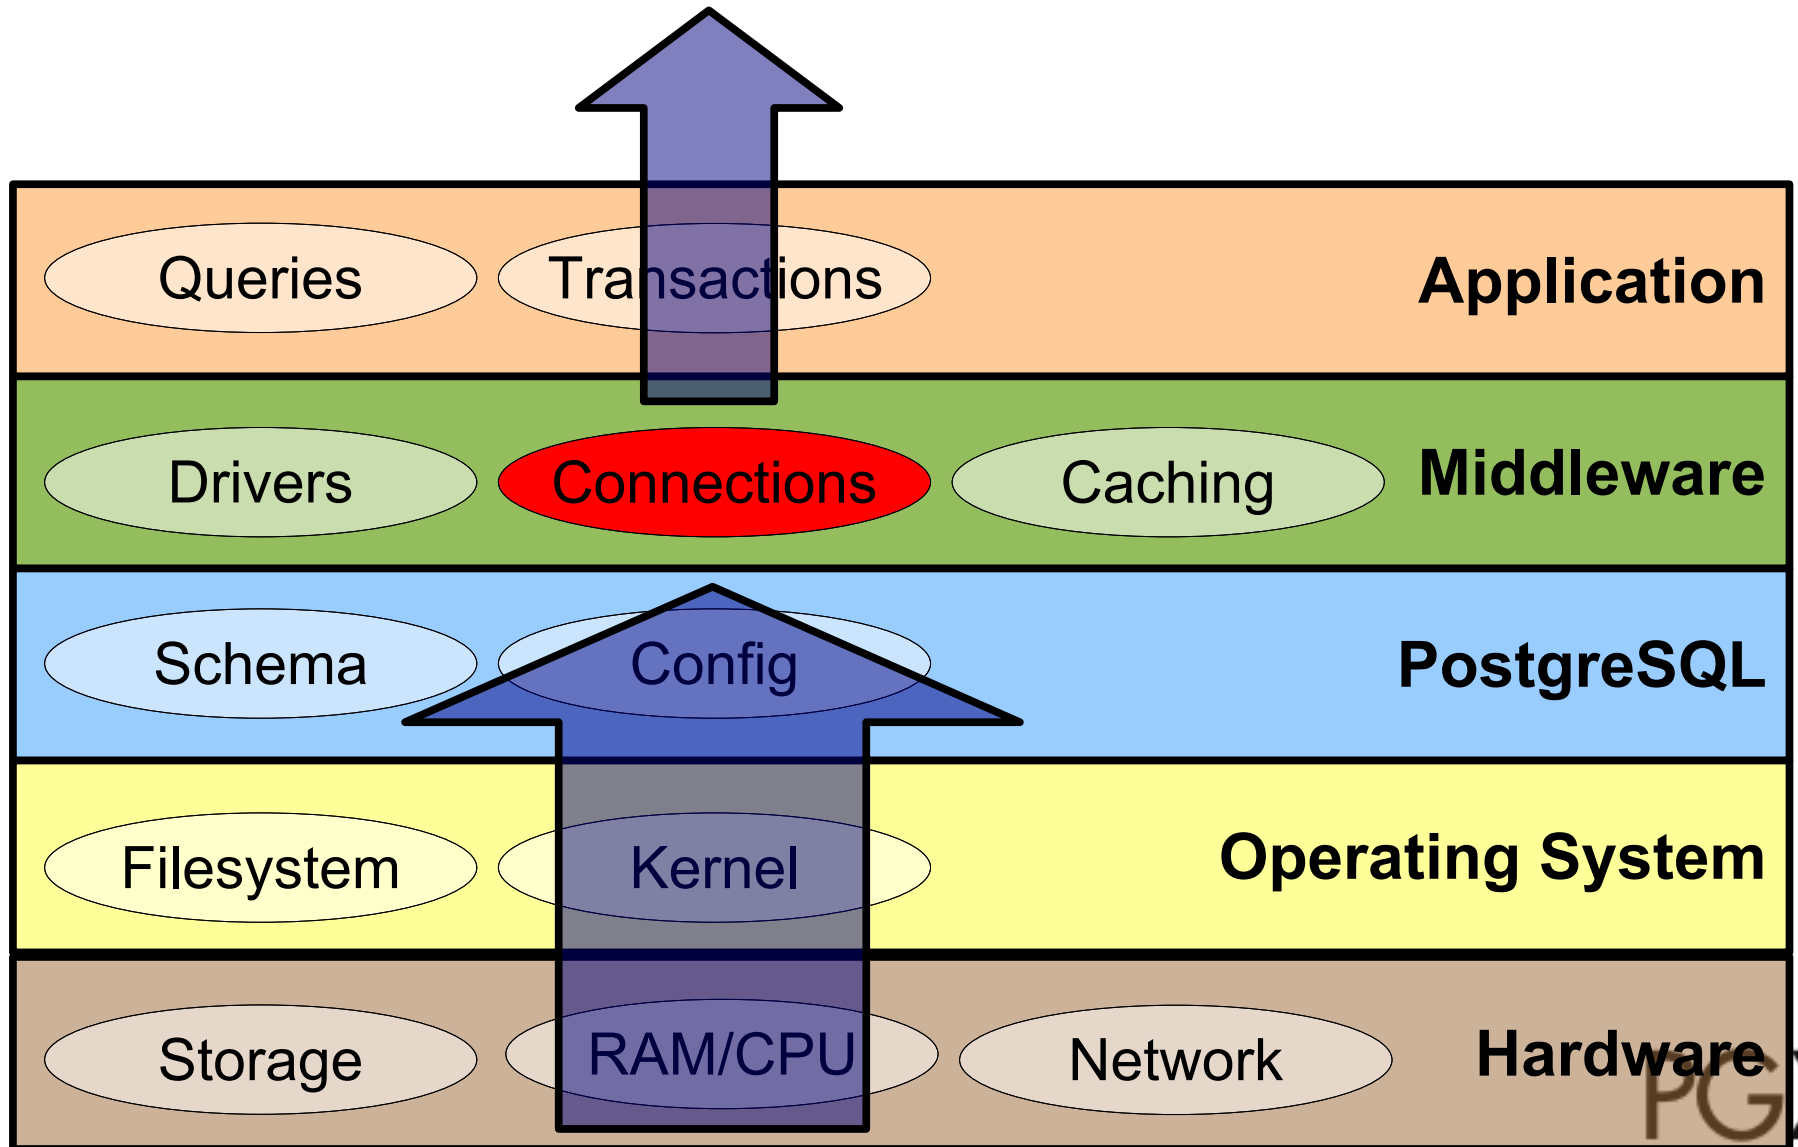 Queries Transactions Application
Drivers Connections Caching Middleware
Schema Config PostgreSQL
Filesystem Kernel Operating System
Storage RAM/CPU Network Hardware
PG